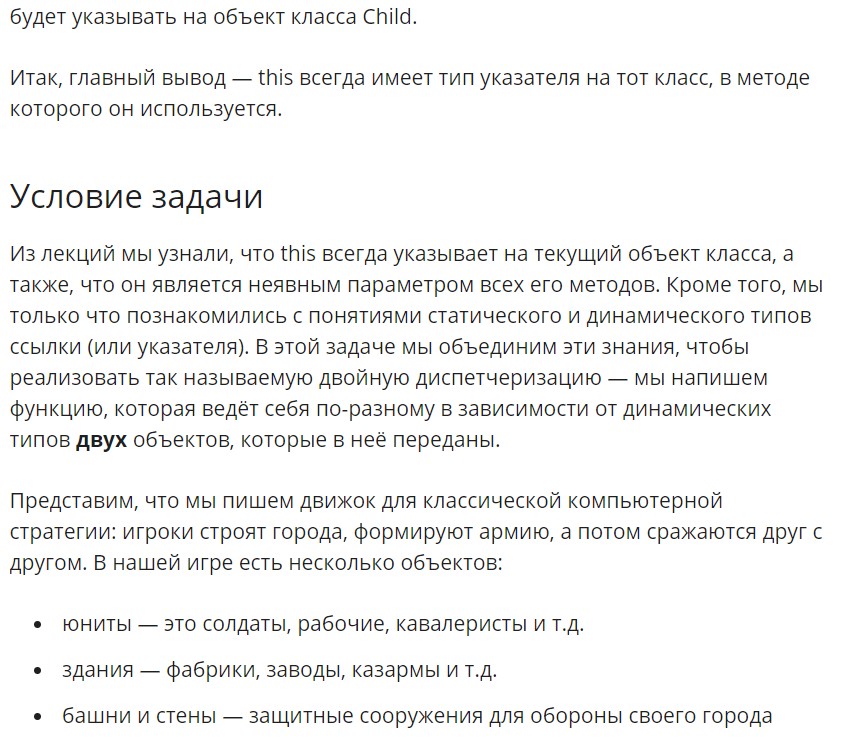 будет указывать на объект класса Child.
Итак, главный вывод — this всегда имеет тип указателя на тот класс, в методе
которого он используется.
Условие задачи
Из лекций мы узнали, что this всегда указывает на текущий объект класса, а
также, что он является неявным параметром всех его методов. Кроме того, мы
только что познакомились с понятиями статического и динамического типов
ссылки (или указателя). В этой задаче мы объединим эти знания, чтобы
реализовать так называемую двойную диспетчеризацию — мы напишем
функцию, которая ведёт себя по-разному в зависимости от динамических
типов двух объектов, которые в неё переданы.
Представим, что мы пишем движок для классической компьютерной
стратегии: игроки строят города, формируют армию, а потом сражаются друг с
другом. В нашей игре есть несколько объектов:
• юниты — это солдаты, рабочие, кавалеристы и т.д.
• здания — фабрики, заводы, казармы и т.д.
• башни и стены — защитные сооружения для обороны своего города